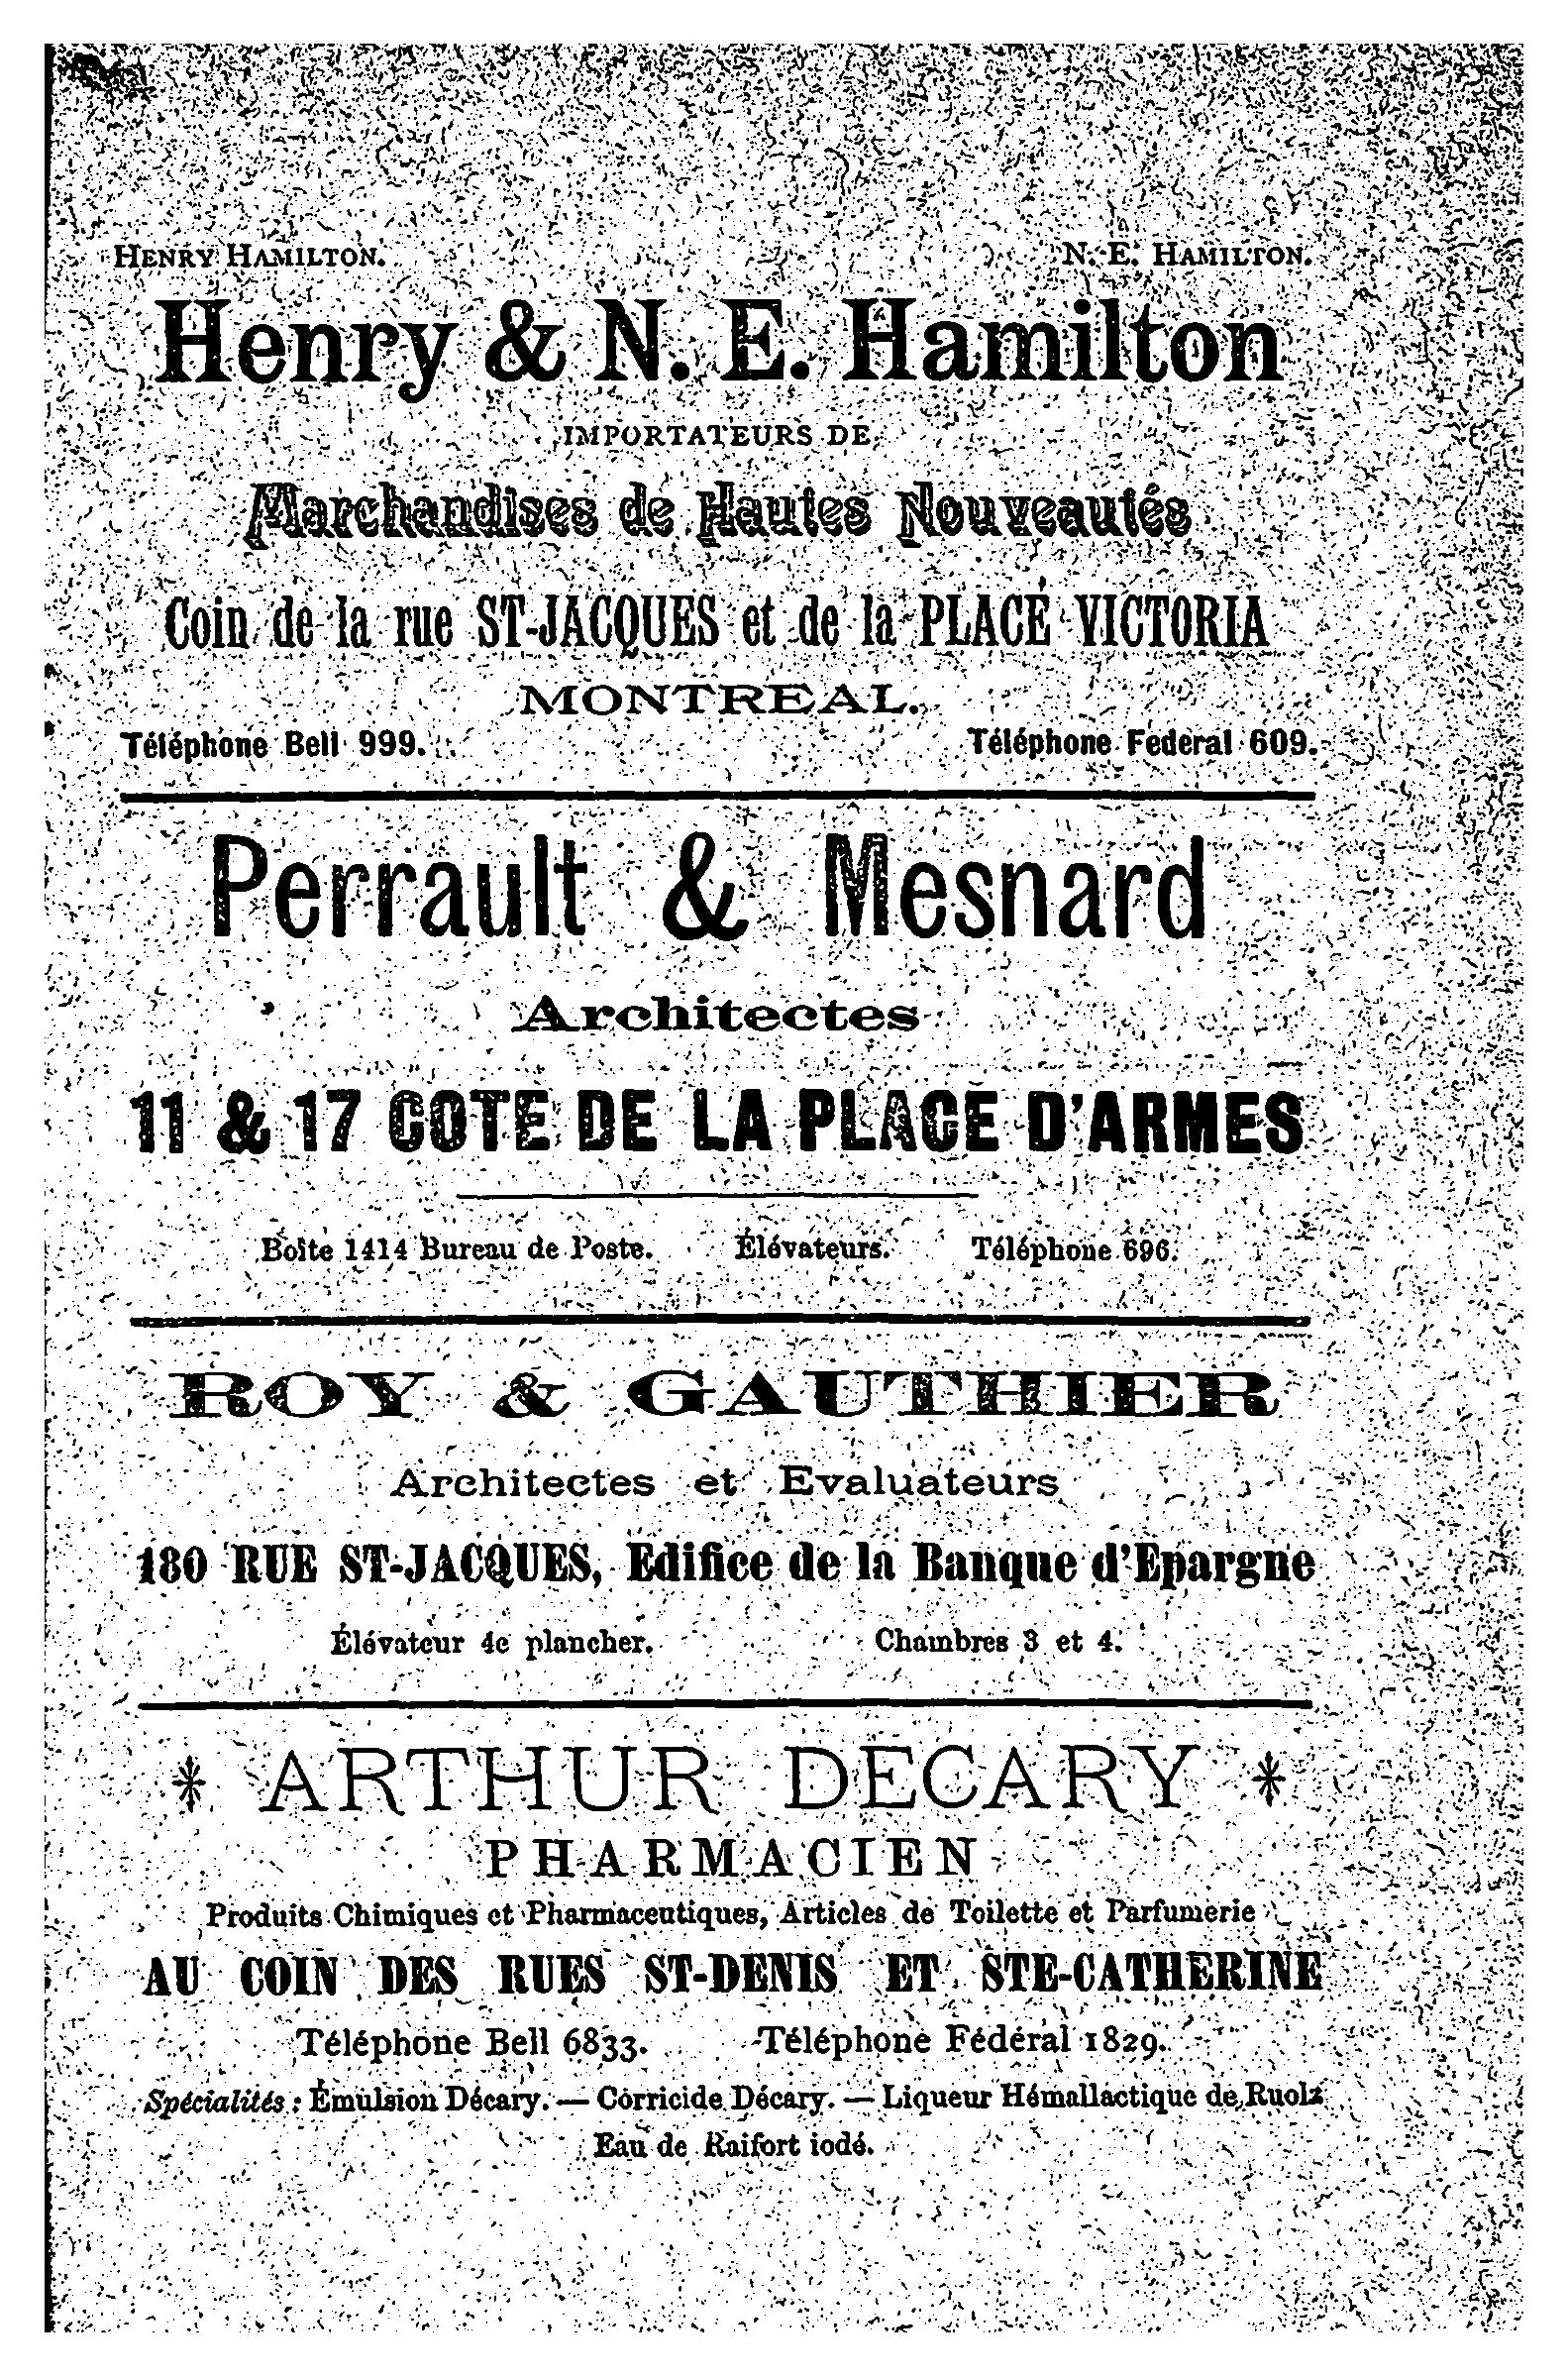 HENRY HAMILTON. N. E. HAMILTON.
Henry & N. E. Hamilton
IMPORTATEURS DE
Marchandises de Hautes Nouveautés
Coin de la rue ST-JACQUES et de la PLACE VICTORIA
MONTREAL.
Téléphone Bell 999. Téléphone Federal 609.
Perrault & Mesnard
Architectes
11 & 17 COTE DE LA PLACE D'ARMES
Boîte 1414 Bureau de Poste. Élévateurs. Téléphone 696.
ROY & GAUTHIER
Architectes et Evaluateurs
180 RUE ST-JACQUES, Edifice de la Banque d'Epargne
Élévateur 4e plancher. Chambres 3 et 4.
* ARTHUR DECARY *
PHARMACIEN
Produits Chimiques et Pharmaceutiques, Articles de Toilette et Parfumerie
AU COIN DES RUES ST-DENIS ET STE-CATHERINE
Téléphone Bell 6833. Téléphone Fédéral 1829.
Spécialités : Émulsion Décary. — Corricide Décary. — Liqueur Hémallactique de Ruolz
Eau de Raifort iodé.